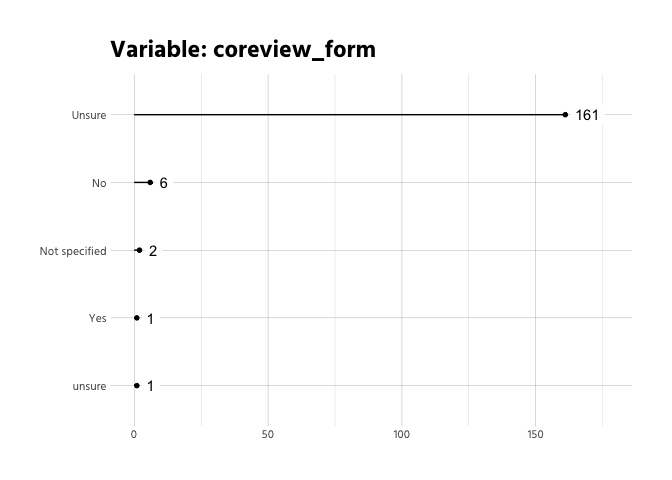 Variable: coreview_form
Unsure 161
No 6
Not specified 2
Yes 1
unsure 1
0 50 100 150